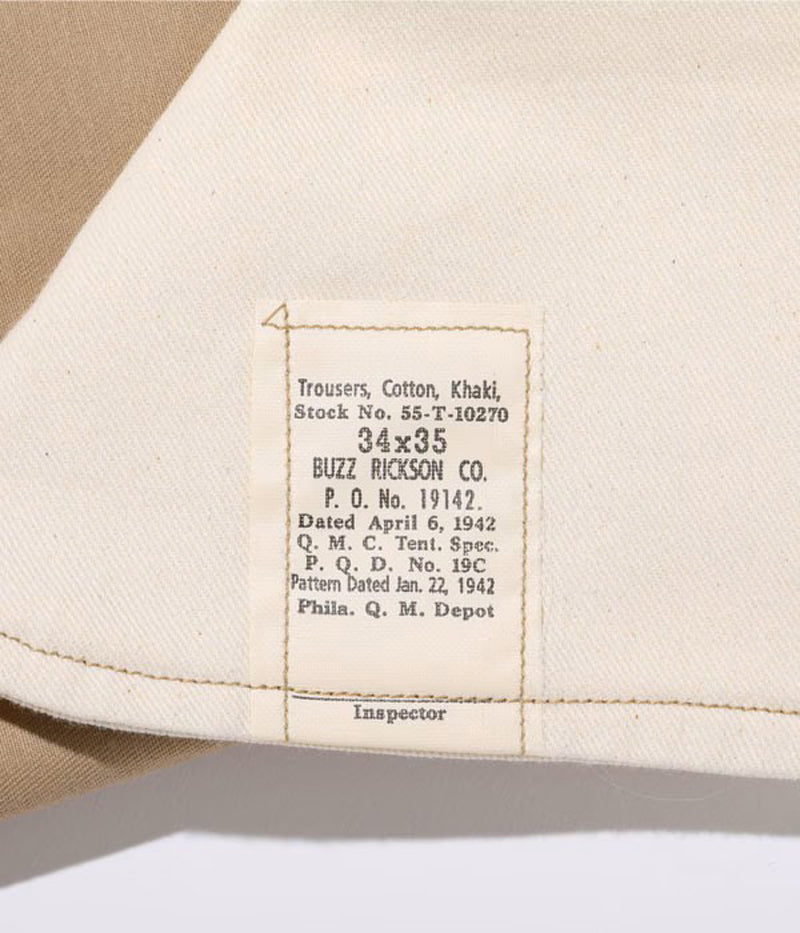 Trousers, Cotton, Khaki,
Stock No. 55-T-10270
34x35
BUZZ RICKSON CO.
P. O. No. 19142.
Dated April 6, 1942
Q. M. C. Tent. Spec.
P. Q. D. No. 19C
Pattern Dated Jan. 22, 1942
Phila. Q. M. Depot
Inspector